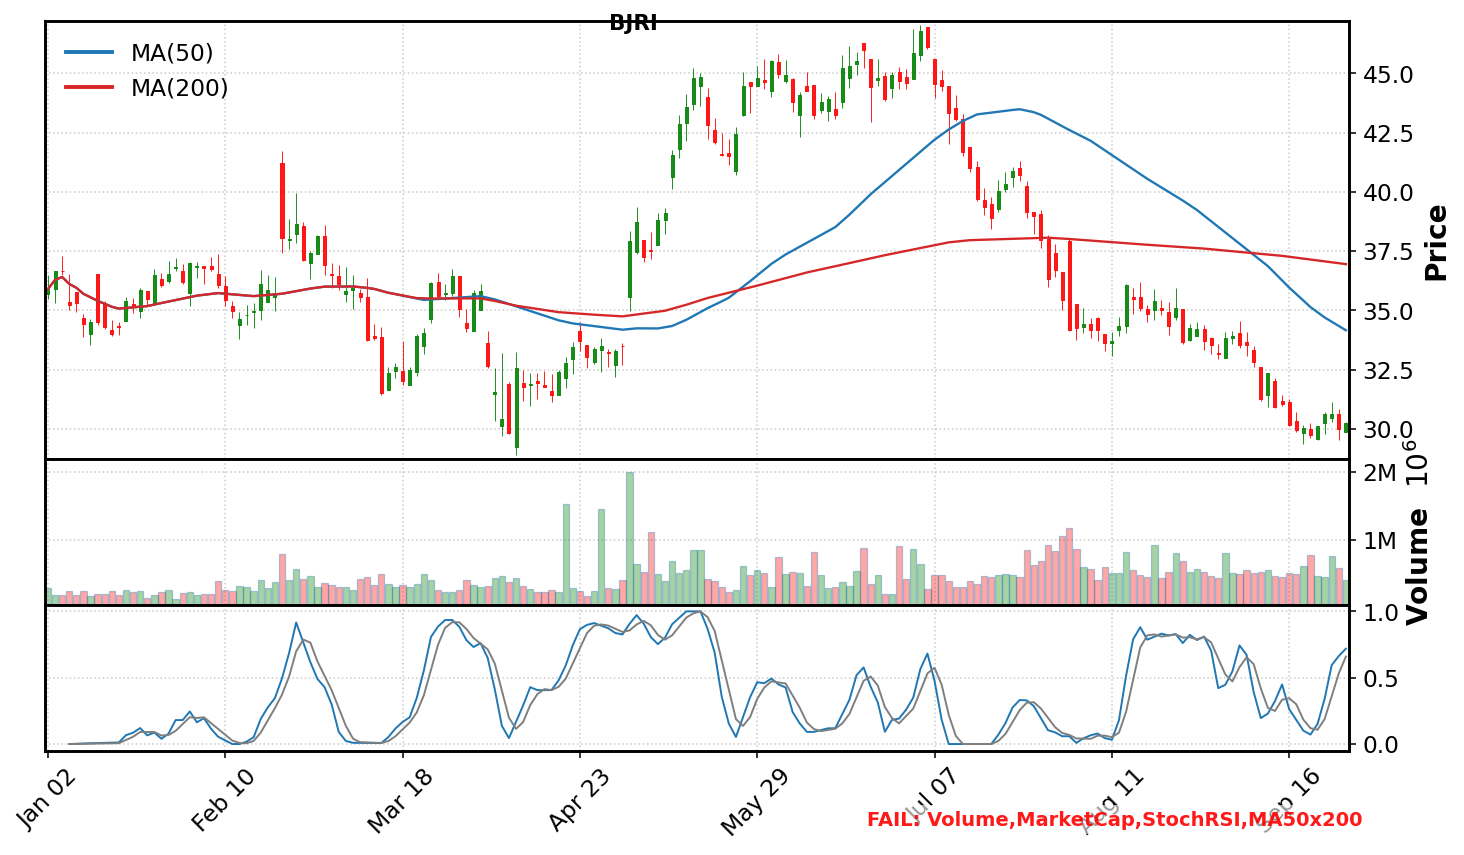 BJRI
MA(50)
MA(200)
45.0
42.5
40.0
37.5
35.0
32.5
30.0
Price
2M
1M
Volume 10^6
1.0
0.5
0.0
Jan 02
Feb 10
Mar 18
Apr 23
May 29
Jul 07
Aug 11
Sep 16
FAIL: Volume,MarketCap,StochRSI,MA50x200